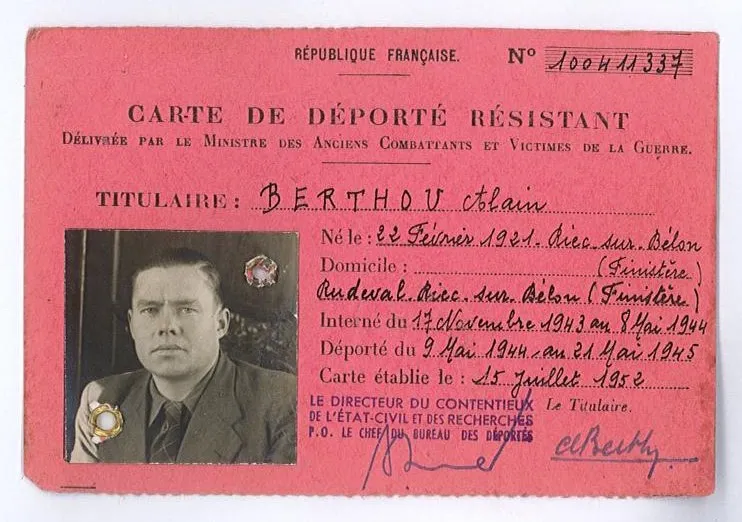 RÉPUBLIQUE FRANÇAISE.
Nº 100411337
CARTE DE DÉPORTÉ RÉSISTANT
DÉLIVRÉE PAR LE MINISTRE DES ANCIENS COMBATTANTS ET VICTIMES DE LA GUERRE.
TITULAIRE : BERTHOU Alain
Né le : 22 Février 1921 - Riec-sur-Bélon
Domicile : (Finistère)
Rudeval Riec-sur-Bélon (Finistère)
Interné du 17 Novembre 1943 au 8 Mai 1944
Déporté du 9 Mai 1944 au 21 Mai 1945
Carte établie le : 15 Juillet 1952
LE DIRECTEUR DU CONTENTIEUX
DE L'ÉTAT-CIVIL ET DES RECHERCHES
P.O. LE CHEF DU BUREAU DES DÉPORTÉS
Le Titulaire.